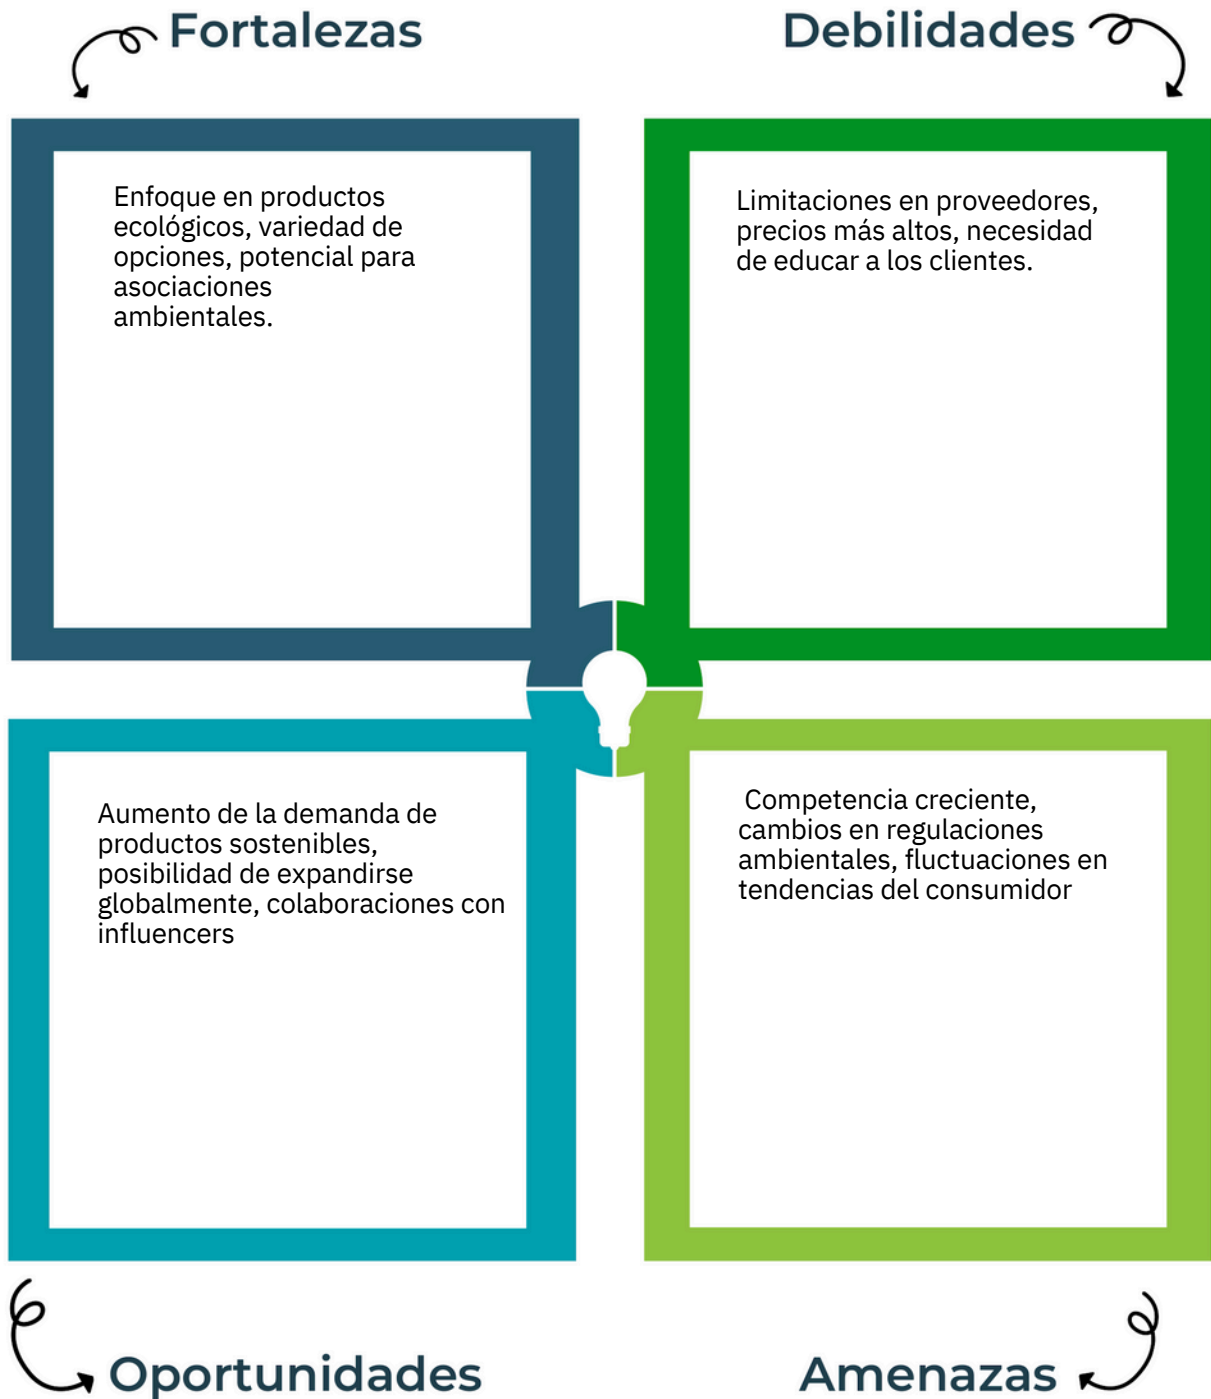 Fortalezas
Debilidades
Enfoque en productos
ecológicos, variedad de
opciones, potencial para
asociaciones
ambientales.
Limitaciones en proveedores,
precios más altos, necesidad
de educar a los clientes.
Aumento de la demanda de
productos sostenibles,
posibilidad de expandirse
globalmente, colaboraciones con
influencers
Competencia creciente,
cambios en regulaciones
ambientales, fluctuaciones en
tendencias del consumidor
Oportunidades
Amenazas